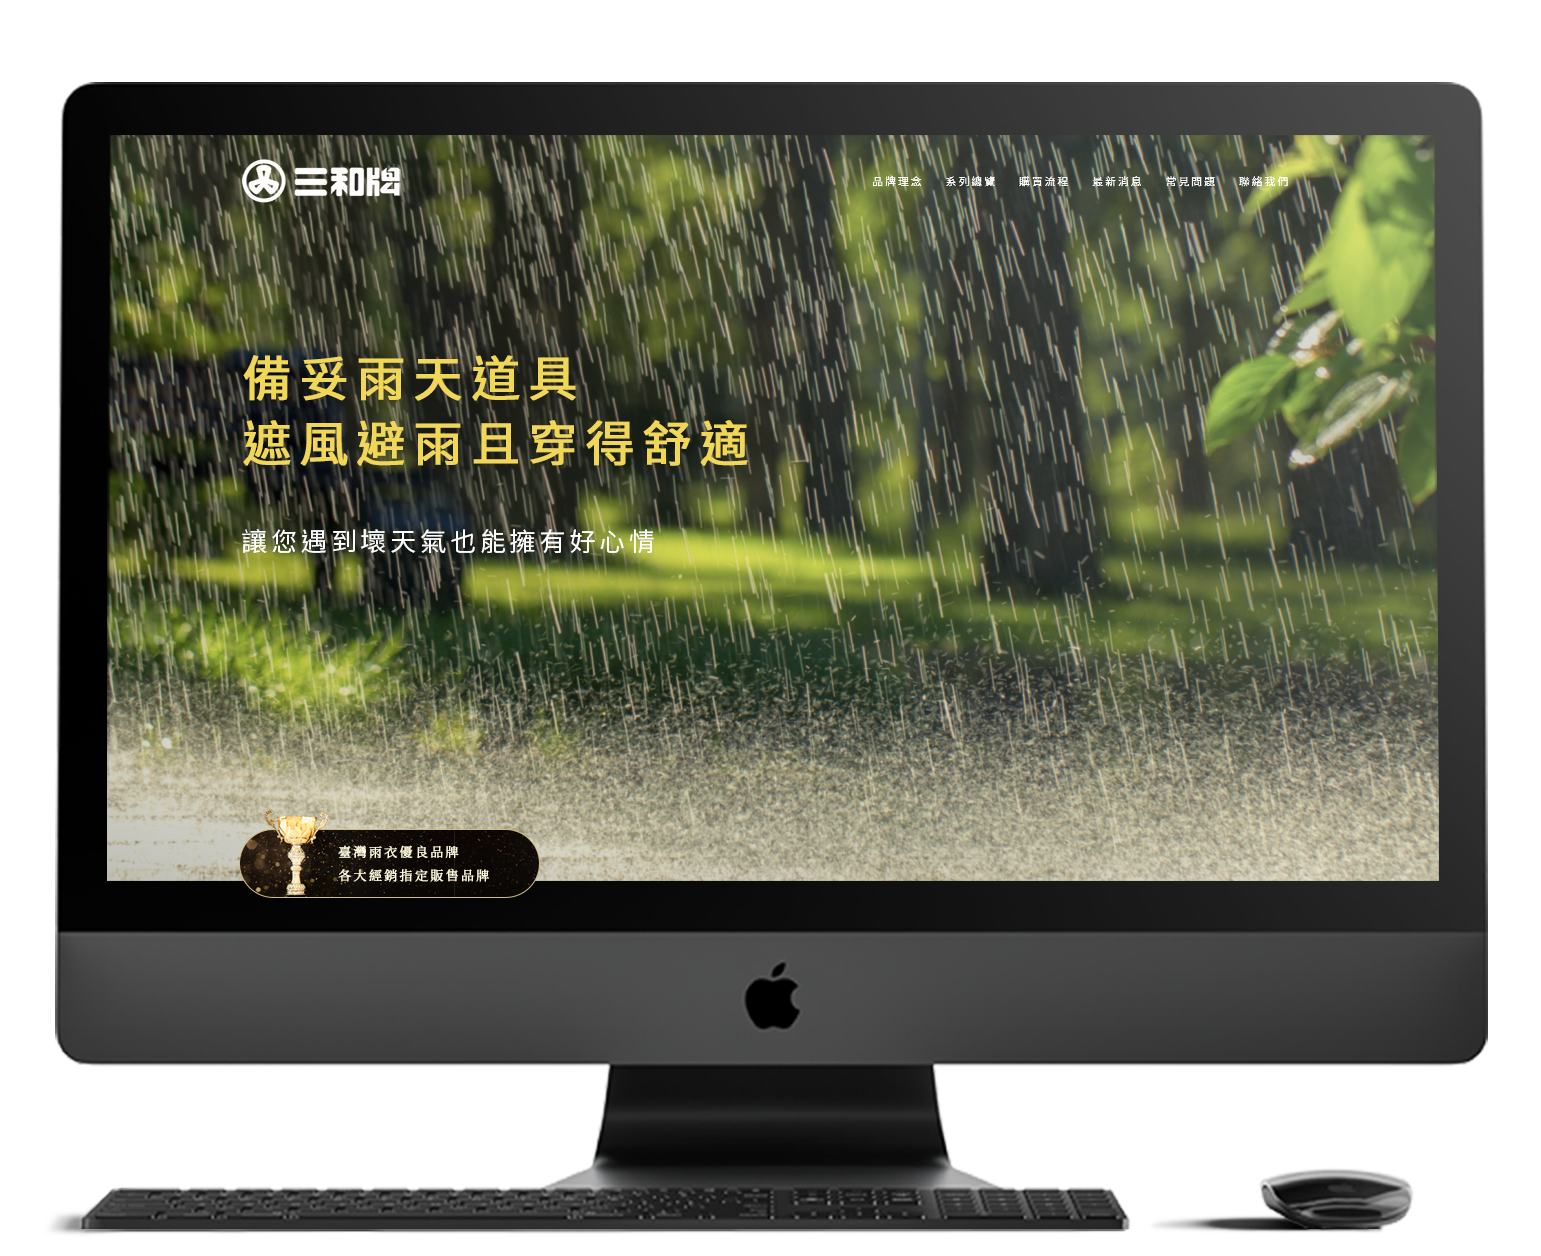 三和牌
品牌理念 系列總覽 購買流程 最新消息 常見問題 聯絡我們
備妥雨天道具
遮風避雨且穿得舒適
讓您遇到壞天氣也能擁有好心情
臺灣雨衣優良品牌
各大經銷指定販售品牌